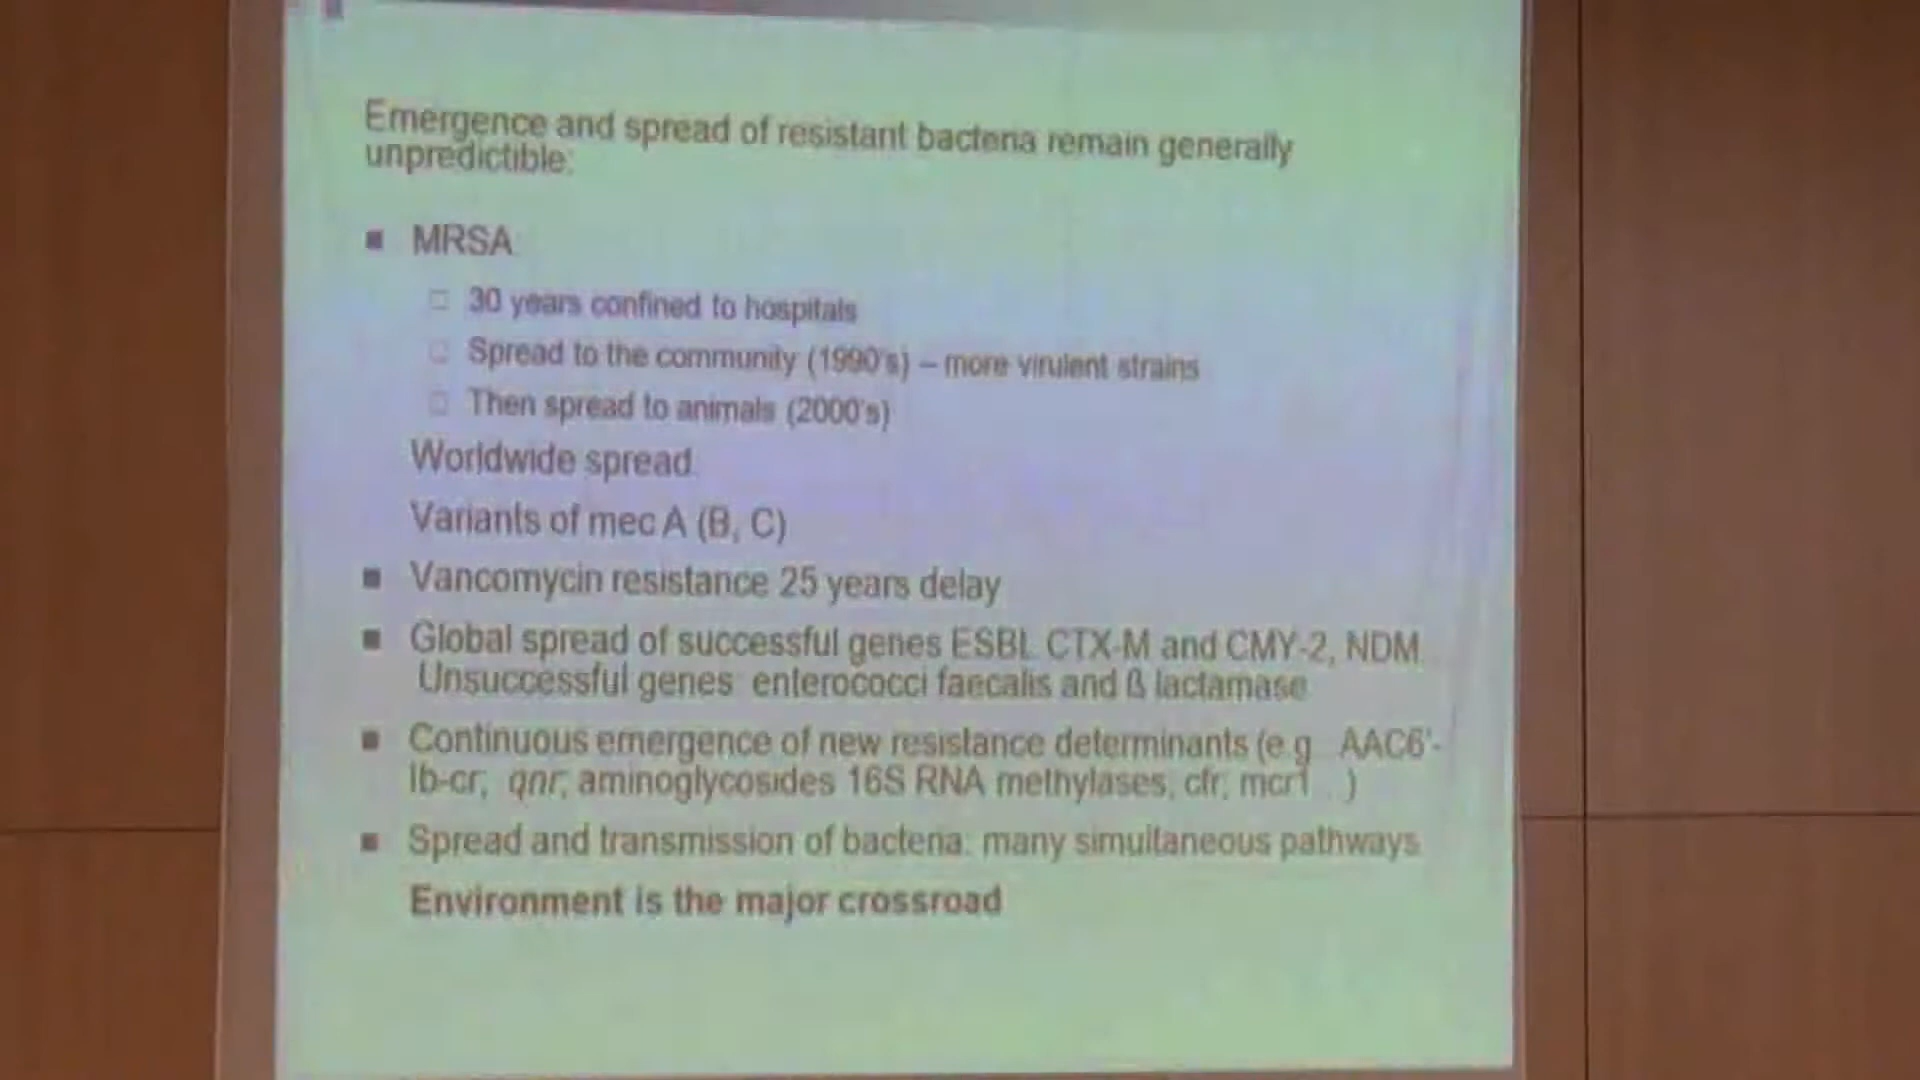 Emergence and spread of resistant bacteria remain generally
unpredictible:
MRSA
30 years confined to hospitals
Spread to the community (1990's) – more virulent strains
Then spread to animals (2000's)
Worldwide spread
Variants of mec A (B, C)
Vancomycin resistance 25 years delay
Global spread of successful genes ESBL CTX-M and CMY-2, NDM
Unsuccessful genes enterococci faecalis and ß lactamase
Continuous emergence of new resistance determinants (e.g. AAC6'-
Ib-cr, qnr, aminoglycosides 16S RNA methylases, cfr, mcr1...)
Spread and transmission of bacteria: many simultaneous pathways
Environment is the major crossroad